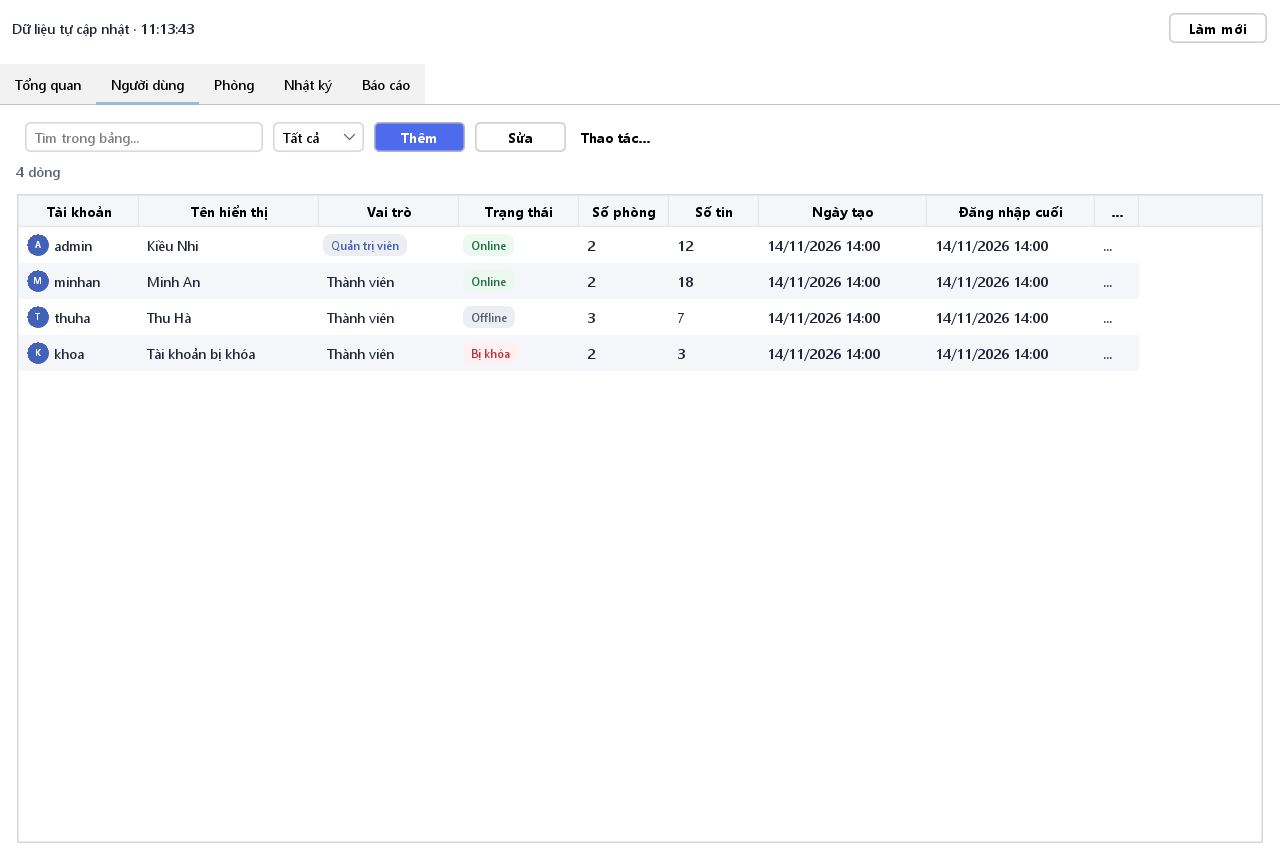 Dữ liệu tự cập nhật · 11:13:43
Làm mới
Tổng quan Người dùng Phòng Nhật ký Báo cáo
Tìm trong bảng... Tất cả Thêm Sửa Thao tác...
4 dòng
Tài khoản Tên hiển thị Vai trò Trạng thái Số phòng Số tin Ngày tạo Đăng nhập cuối ...
A admin Kiều Nhi Quản trị viên Online 2 12 14/11/2026 14:00 14/11/2026 14:00 ...
M minhan Minh An Thành viên Online 2 18 14/11/2026 14:00 14/11/2026 14:00 ...
T thuha Thu Hà Thành viên Offline 3 7 14/11/2026 14:00 14/11/2026 14:00 ...
K khoa Tài khoản bị khóa Thành viên Bị khóa 2 3 14/11/2026 14:00 14/11/2026 14:00 ...